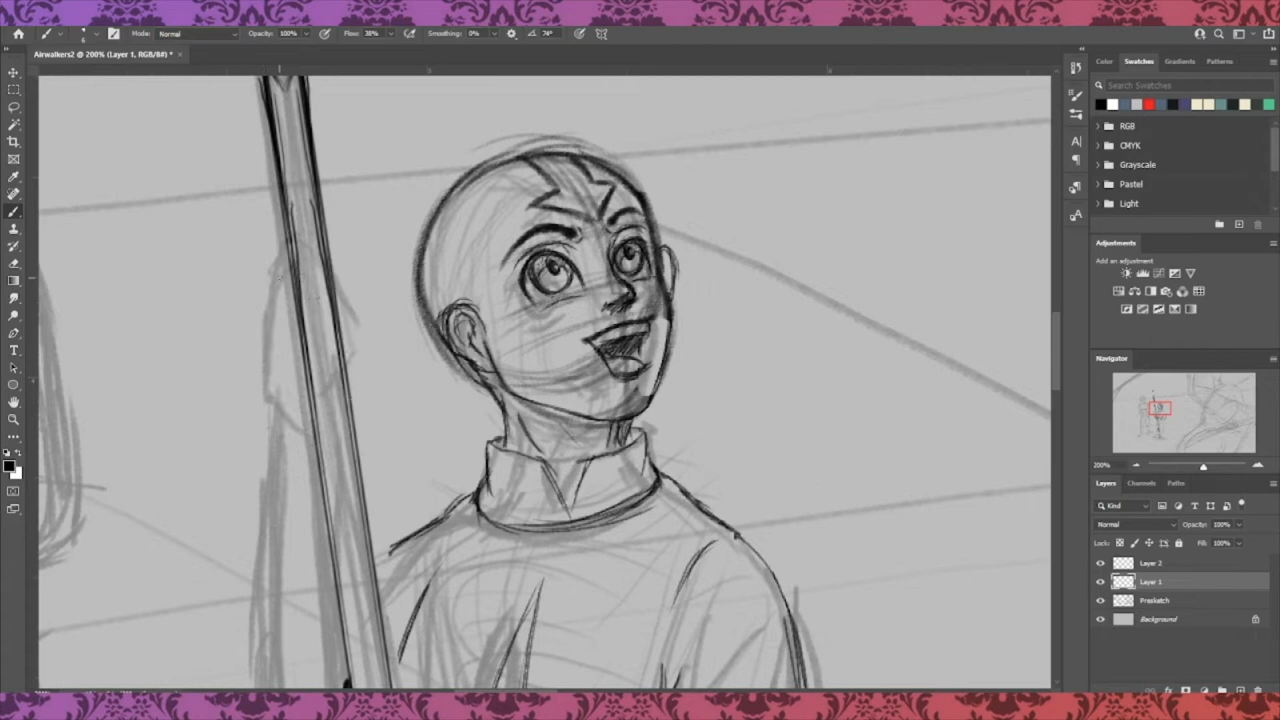 Mode: Normal Opacity: 100% Flow: 38% Smoothing: 0% 74°
Airwalkers2 @ 200% (Layer 1, RGB/8#) * ×
Color Swatches Gradients Patterns
Search Swatches
RGB
CMYK
Grayscale
Pastel
Light
Adjustments
Add an adjustment
Navigator
200%
Layers Channels Paths
Kind
Normal Opacity: 100%
Lock: Fill: 100%
Layer 2
Layer 1
Presketch
Background